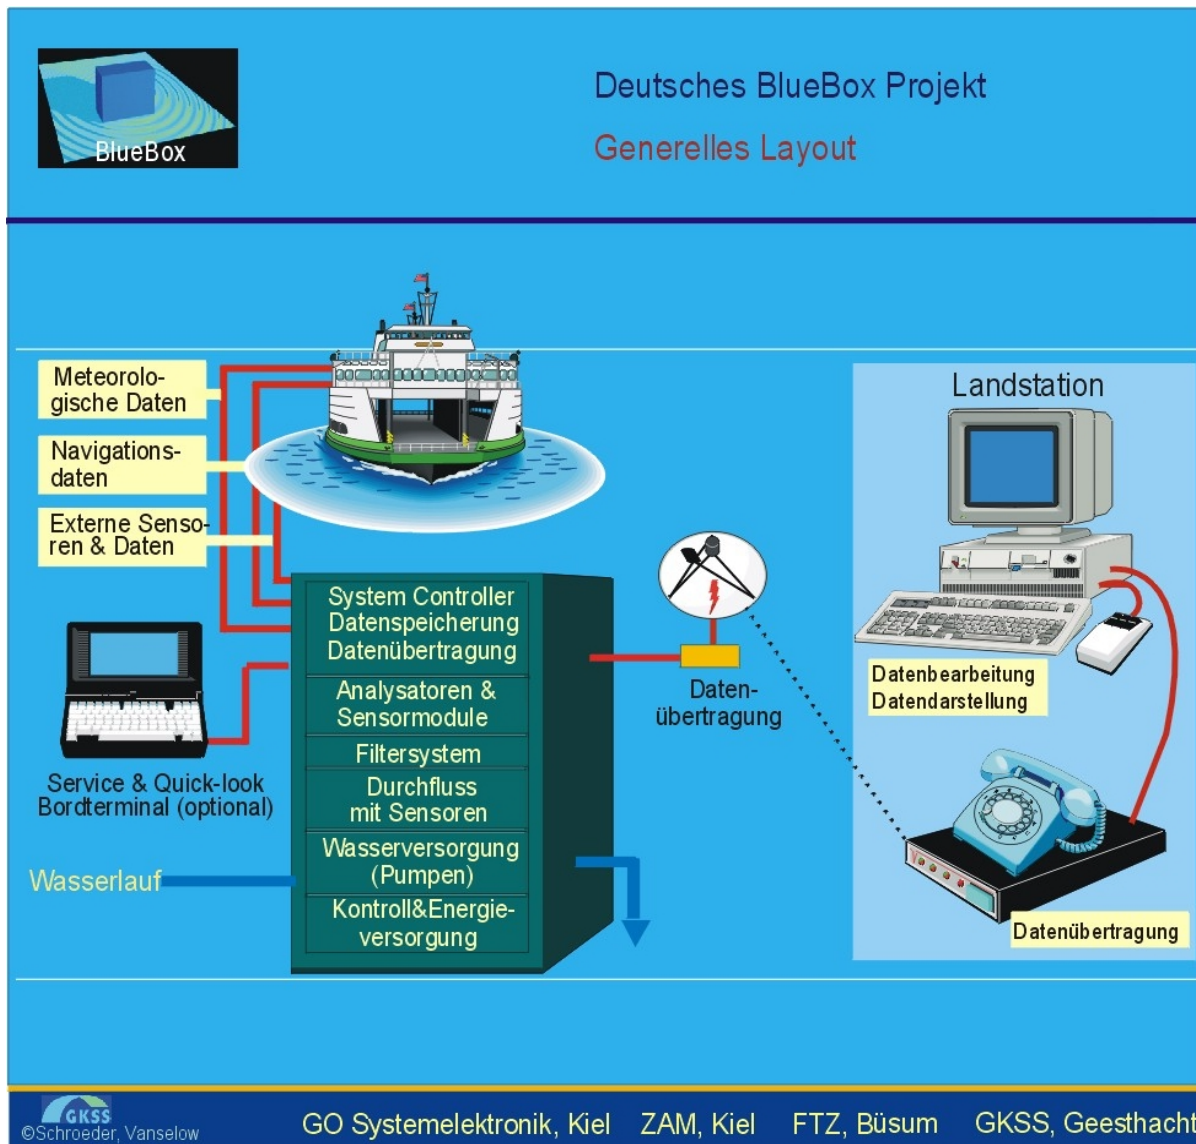 BlueBox
Deutsches BlueBox Projekt
Generelles Layout
Meteorolo-
gische Daten
Navigations-
daten
Externe Senso-
ren & Daten
System Controller
Datenspeicherung
Datenübertragung
Analysatoren &
Sensormodule
Filtersystem
Durchfluss
mit Sensoren
Wasserversorgung
(Pumpen)
Kontroll&Energie-
versorgung
Service & Quick-look
Bordterminal (optional)
Wasserlauf
Daten-
übertragung
Landstation
Datenbearbeitung
Datendarstellung
Datenübertragung
GKSS
©Schroeder, Vanselow
GO Systemelektronik, Kiel ZAM, Kiel FTZ, Büsum GKSS, Geesthacht